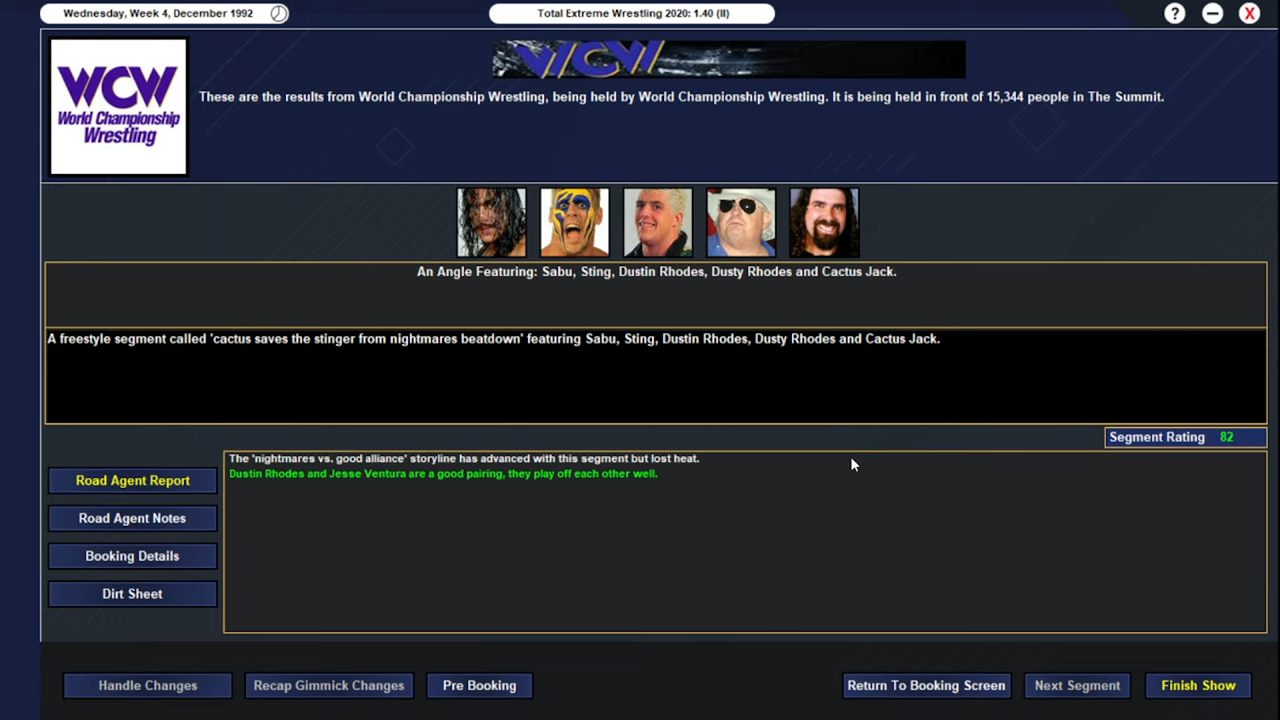 Wednesday, Week 4, December 1992
Total Extreme Wrestling 2020: 1.40 (II)
?
X
WCW
World Championship
Wrestling
WCW
These are the results from World Championship Wrestling, being held by World Championship Wrestling. It is being held in front of 15,344 people in The Summit.
An Angle Featuring: Sabu, Sting, Dustin Rhodes, Dusty Rhodes and Cactus Jack.
A freestyle segment called 'cactus saves the stinger from nightmares beatdown' featuring Sabu, Sting, Dustin Rhodes, Dusty Rhodes and Cactus Jack.
Segment Rating 82
The 'nightmares vs. good alliance' storyline has advanced with this segment but lost heat.
Dustin Rhodes and Jesse Ventura are a good pairing, they play off each other well.
Road Agent Report
Road Agent Notes
Booking Details
Dirt Sheet
Handle Changes
Recap Gimmick Changes
Pre Booking
Return To Booking Screen
Next Segment
Finish Show